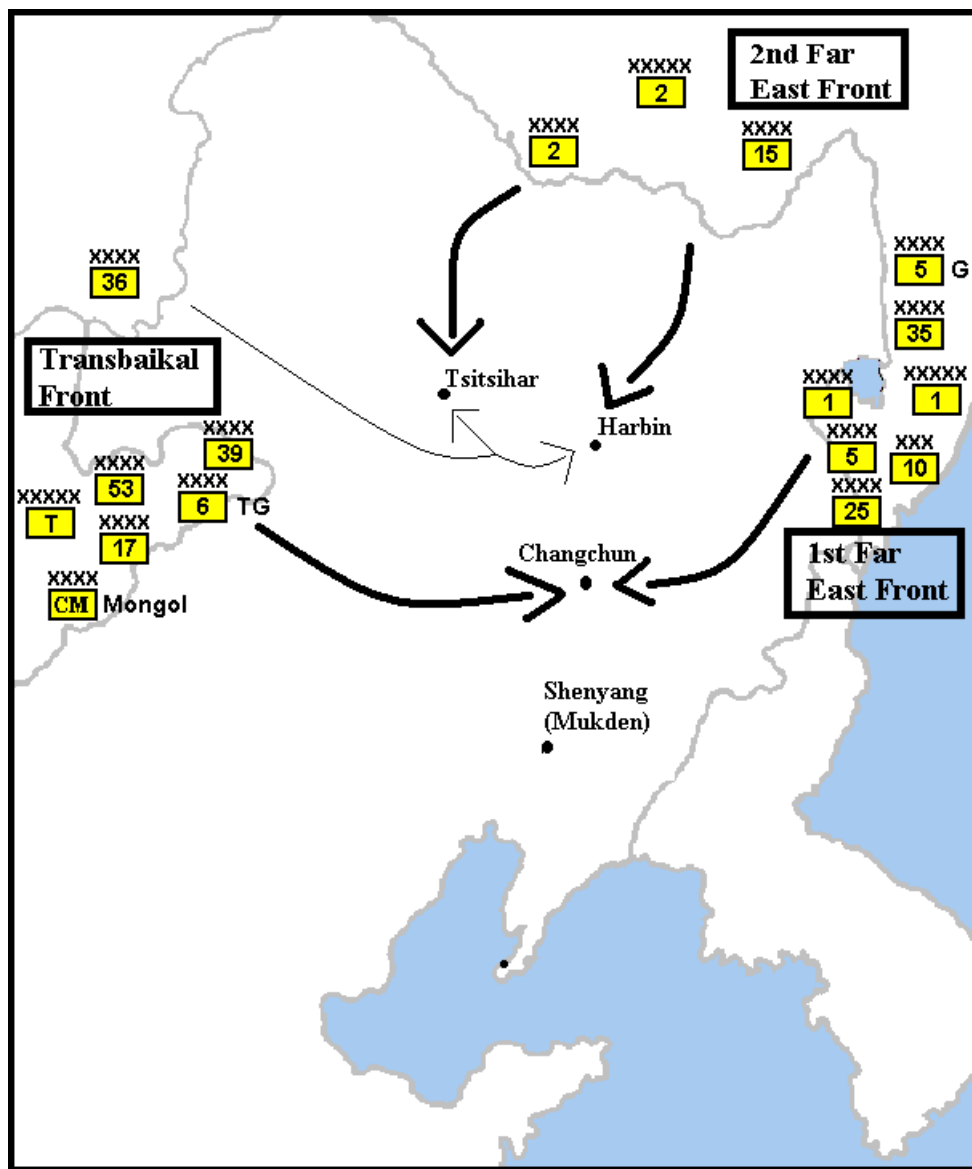 2nd Far
East Front
XXXXX
2
XXXX
2
XXXX
15
XXXX
36
XXXX
5 G
XXXX
35
Transbaikal
Front
XXXX
1
XXXXX
1
Tsitsihar
Harbin
XXXX
39
XXXX
5
XXX
10
XXXX
53
XXXX
6 TG
XXXXX
T
XXXX
25
XXXX
17
1st Far
East Front
Changchun
XXXX
CM Mongol
Shenyang
(Mukden)